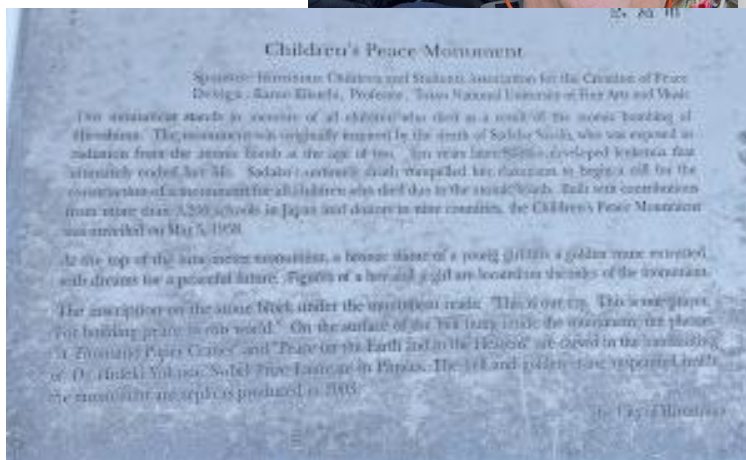 Children's Peace Monument
Sponsor: Hiroshima Children and Students Association for the Creation of Peace
Design: Kazuo Kikuchi, Professor, Tokyo National University of Fine Arts and Music
This monument stands in memory of all children who died as a result of the atomic bombing of
Hiroshima. The monument was originally inspired by the death of Sadako Sasaki, who was exposed to
radiation from the atomic bomb at the age of two. Ten years later Sadako developed leukemia that
ultimately ended her life. Sadako's untimely death compelled her classmates to begin a call for the
construction of a monument for all children who died due to the atomic bomb. Built with contributions
from more than 3,200 schools in Japan and donors in nine countries, the Children's Peace Monument
was unveiled on May 5, 1958.
At the top of the nine-meter monument, a bronze statue of a young girl lifts a golden crane entrusted
with dreams for a peaceful future. Figures of a boy and a girl are located on the sides of the monument.
The inscription on the stone block under the monument reads: "This is our cry. This is our prayer.
For building peace in our world." On the surface of the bell hung inside the monument, the phrases
"A Thousand Paper Cranes" and "Peace on the Earth and in the Heavens" are carved in the handwriting
of Dr. Hideki Yukawa, Nobel Prize Laureate in Physics. The bell and golden crane suspended inside
the monument are replicas produced in 2003.
The City of Hiroshima